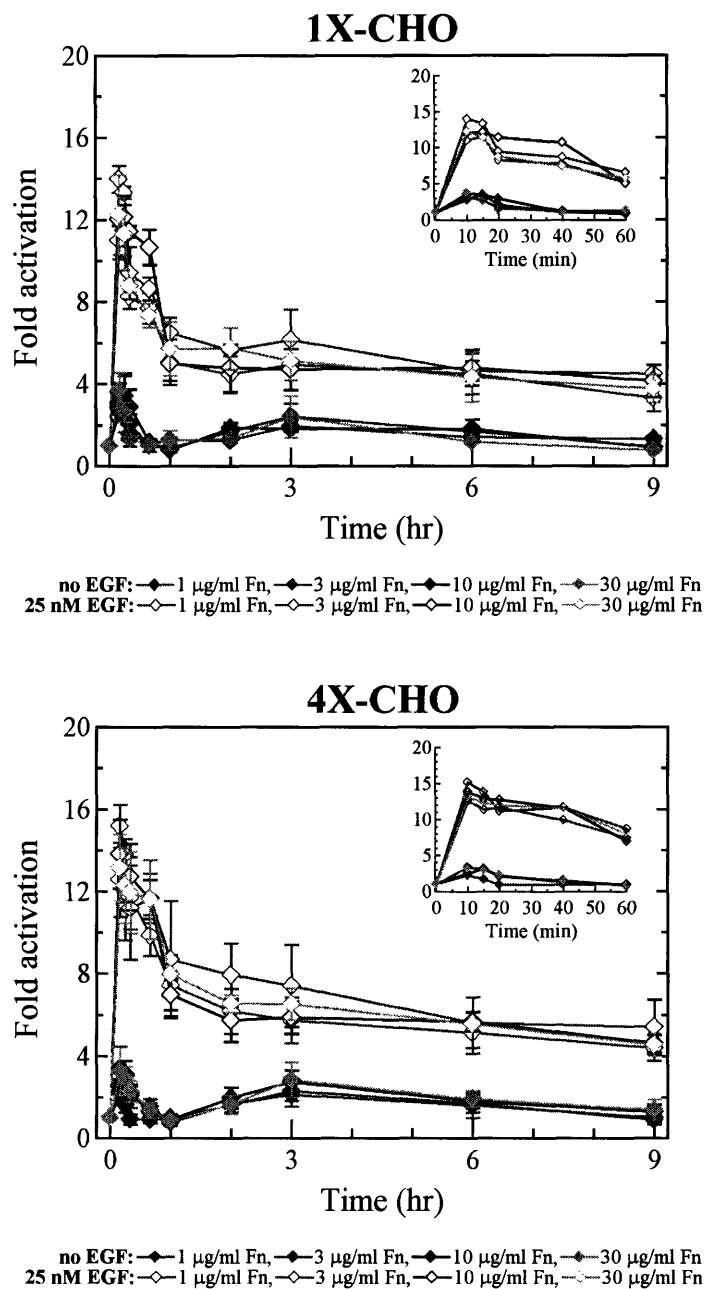 1X-CHO
20
16
12
8
4
0
Fold activation
20
15
10
5
0
0 10 20 30 40 50 60
Time (min)
0 3 6 9
Time (hr)
no EGF: 1 µg/ml Fn, 3 µg/ml Fn, 10 µg/ml Fn, 30 µg/ml Fn
25 nM EGF: 1 µg/ml Fn, 3 µg/ml Fn, 10 µg/ml Fn, 30 µg/ml Fn
4X-CHO
20
16
12
8
4
0
Fold activation
20
15
10
5
0
0 10 20 30 40 50 60
Time (min)
0 3 6 9
Time (hr)
no EGF: 1 µg/ml Fn, 3 µg/ml Fn, 10 µg/ml Fn, 30 µg/ml Fn
25 nM EGF: 1 µg/ml Fn, 3 µg/ml Fn, 10 µg/ml Fn, 30 µg/ml Fn